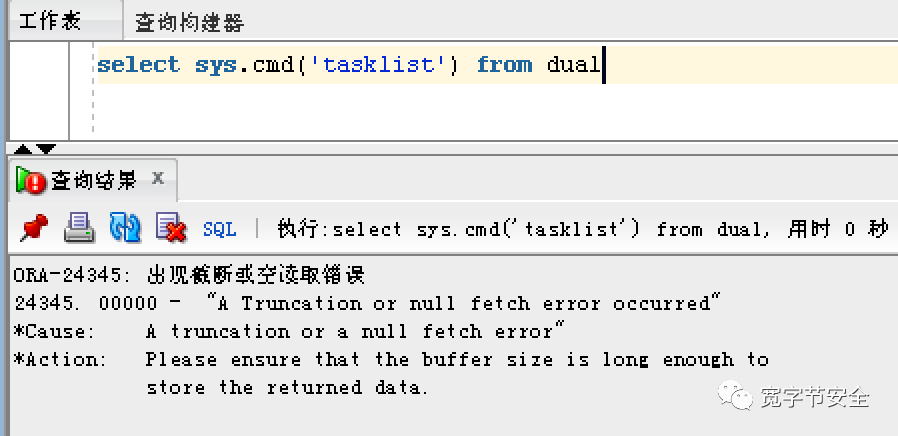 工作表 查询构建器
select sys.cmd('tasklist') from dual
查询结果 x
SQL | 执行:select sys.cmd('tasklist') from dual, 用时 0 秒
ORA-24345: 出现截断或空读取错误
24345. 00000 - "A Truncation or null fetch error occurred"
*Cause: A truncation or a null fetch error"
*Action: Please ensure that the buffer size is long enough to
store the returned data.
宽字节安全